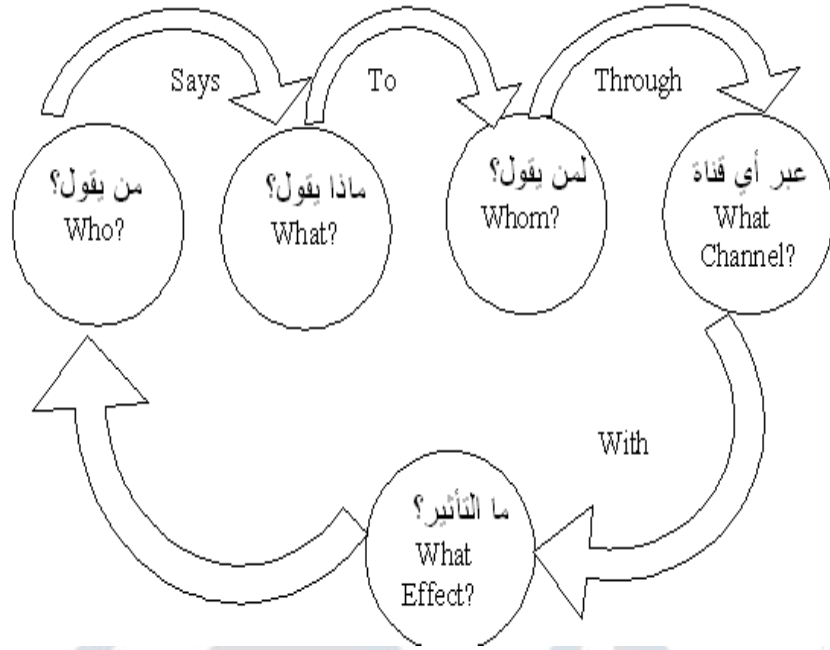 Says
To
Through
من يقول؟
Who?
ماذا يقول؟
What?
لمن يقول؟
Whom?
عبر أي قناة
What
Channel?
With
ما التأثير؟
What
Effect?